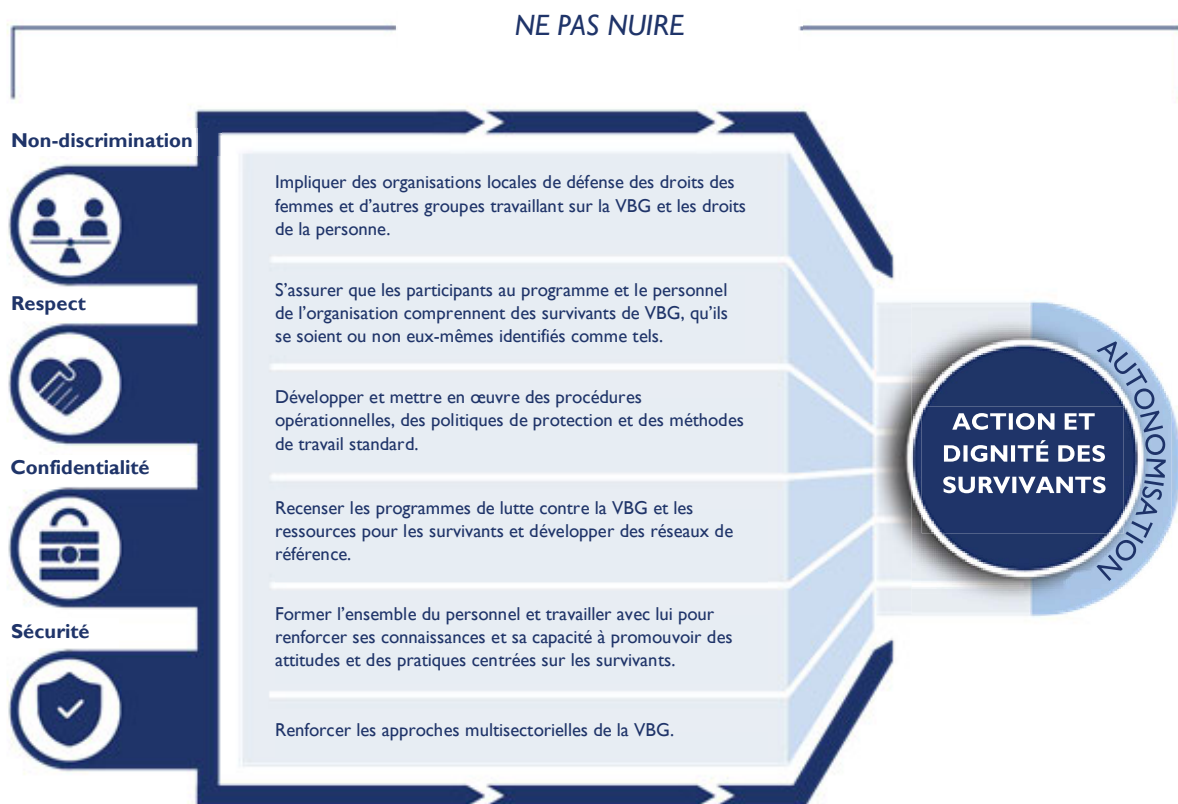 NE PAS NUIRE
Non-discrimination
Respect
Confidentialité
Sécurité
Impliquer des organisations locales de défense des droits des
femmes et d'autres groupes travaillant sur la VBG et les droits
de la personne.
S'assurer que les participants au programme et le personnel
de l'organisation comprennent des survivants de VBG, qu'ils
se soient ou non eux-mêmes identifiés comme tels.
Développer et mettre en œuvre des procédures
opérationnelles, des politiques de protection et des méthodes
de travail standard.
Recenser les programmes de lutte contre la VBG et les
ressources pour les survivants et développer des réseaux de
référence.
Former l'ensemble du personnel et travailler avec lui pour
renforcer ses connaissances et sa capacité à promouvoir des
attitudes et des pratiques centrées sur les survivants.
Renforcer les approches multisectorielles de la VBG.
ACTION ET
DIGNITÉ DES
SURVIVANTS
AUTONOMISATION